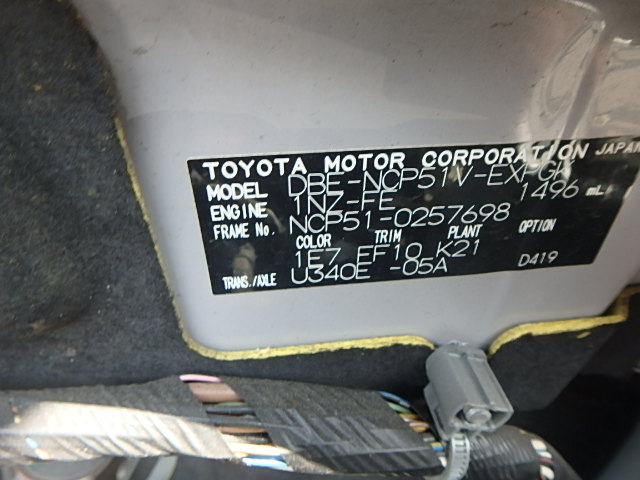 TOYOTA MOTOR CORPORATION JAPAN
MODEL DBE-NCP51V-EXPGK
ENGINE 1NZ-FE 1496 mL
FRAME No. NCP51-0257698
COLOR TRIM PLANT OPTION
1E7 EF10 K21 D419
TRANS./AXLE U340E -05A